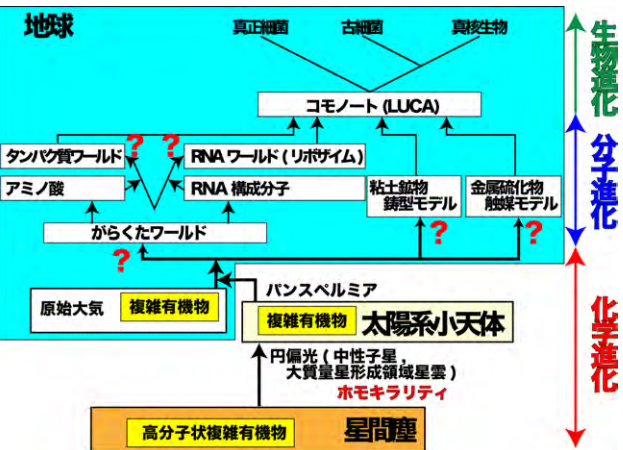 地球
真正細菌
古細菌
真核生物
コモノート (LUCA)
?
?
タンパク質ワールド
RNA ワールド ( リボザイム )
アミノ酸
RNA 構成分子
粘土鉱物
鋳型モデル
金属硫化物
触媒モデル
がらくたワールド
?
?
?
パンスペルミア
原始大気
複雑有機物
複雑有機物
太陽系小天体
円偏光 ( 中性子星 ,
大質量星形成領域星雲 )
ホモキラリティ
高分子状複雑有機物
星間塵
生物進化
分子進化
化学進化